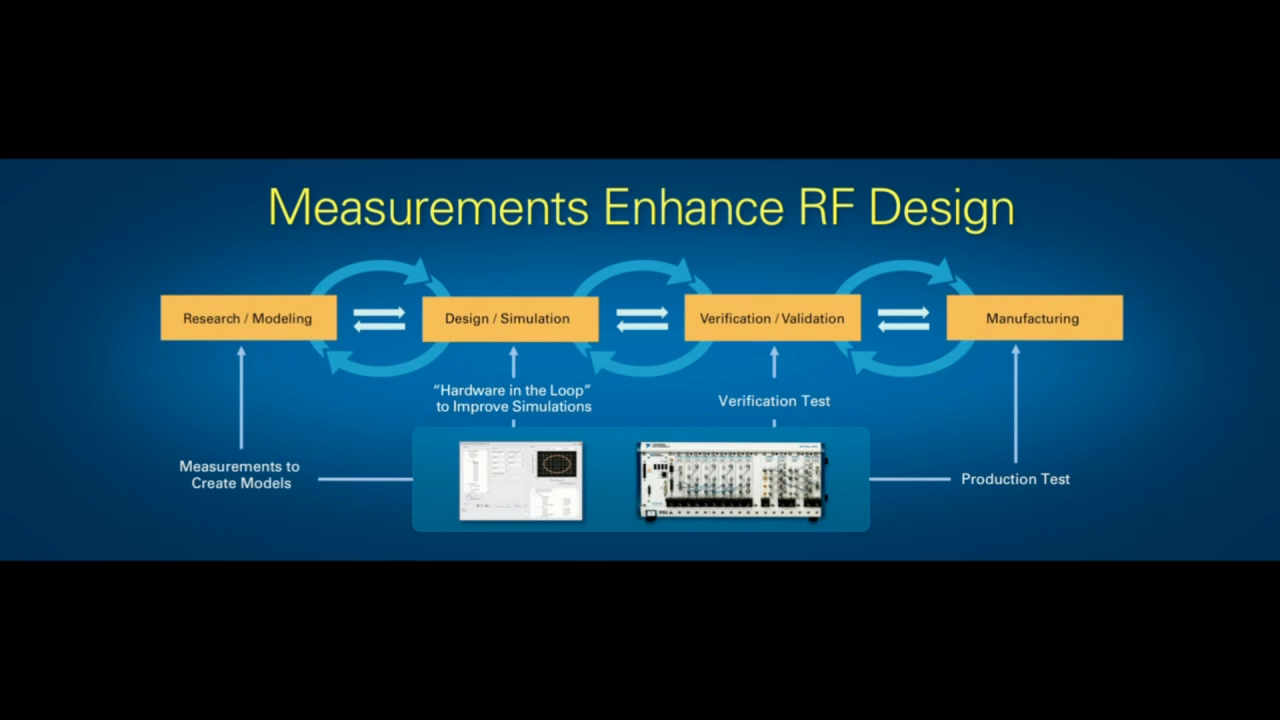 Measurements Enhance RF Design
Research / Modeling
Design / Simulation
Verification / Validation
Manufacturing
“Hardware in the Loop”
to Improve Simulations
Verification Test
Measurements to
Create Models
Production Test